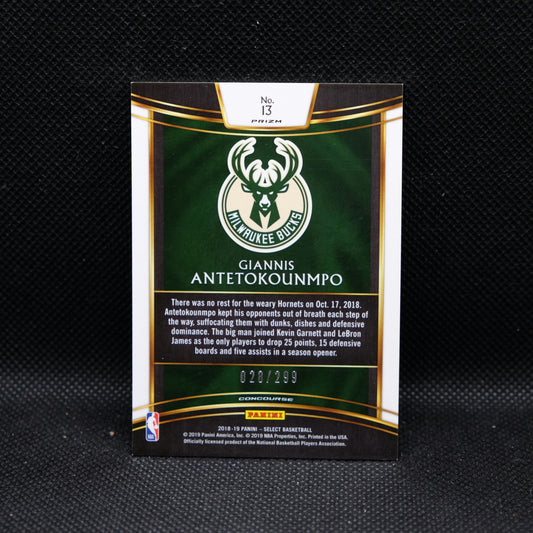 No.
13
PRIZM
MILWAUKEE BUCKS
GIANNIS
ANTETOKOUNMPO
There was no rest for the weary Hornets on Oct. 17, 2018.
Antetokounmpo kept his opponents out of breath each step of
the way, suffocating them with dunks, dishes and defensive
dominance. The big man joined Kevin Garnett and LeBron
James as the only players to drop 25 points, 15 defensive
boards and five assists in a season opener.
020/299
CONCOURSE
PANINI
2018-19 PANINI – SELECT BASKETBALL
© 2019 Panini America, Inc. © 2019 NBA Properties, Inc. Printed in the USA.
Officially licensed product of the National Basketball Players Association.
NBA